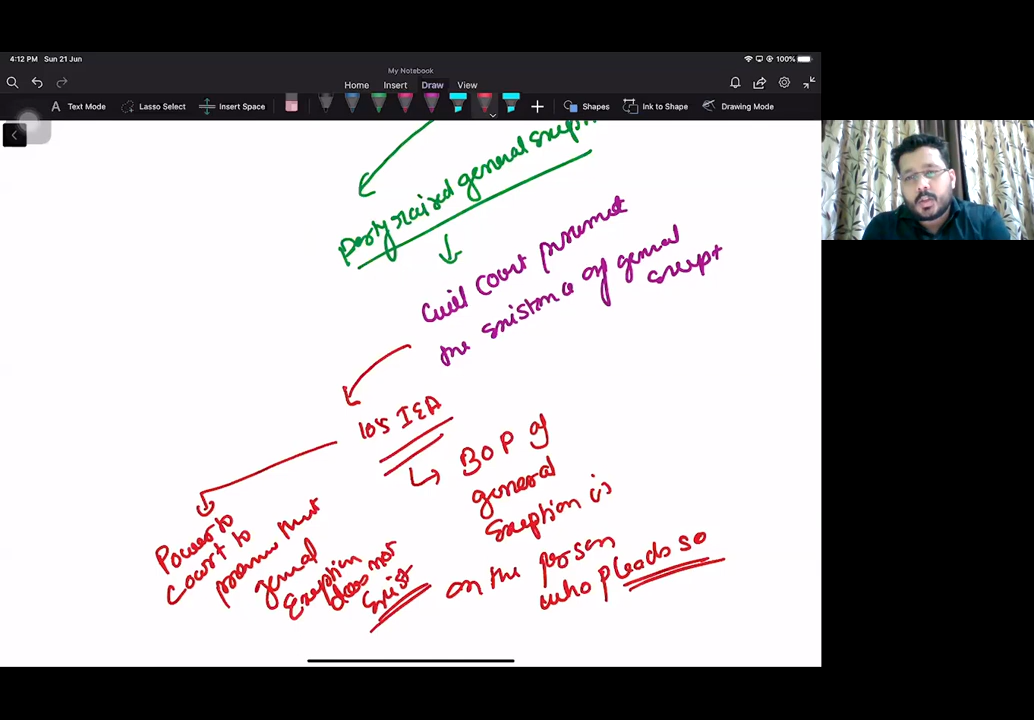 4:12 PM Sun 21 Jun
100%
My Notebook
Home Insert Draw View
Text Mode Lasso Select Insert Space Shapes Ink to Shape Drawing Mode
Party raised general
Civil Court presumet
the existence of general
except
105 IEA
BOP of
general
Exception is
on the person
who pleads so
Power to
Court to
presume that
general
Exception
does not
Exist